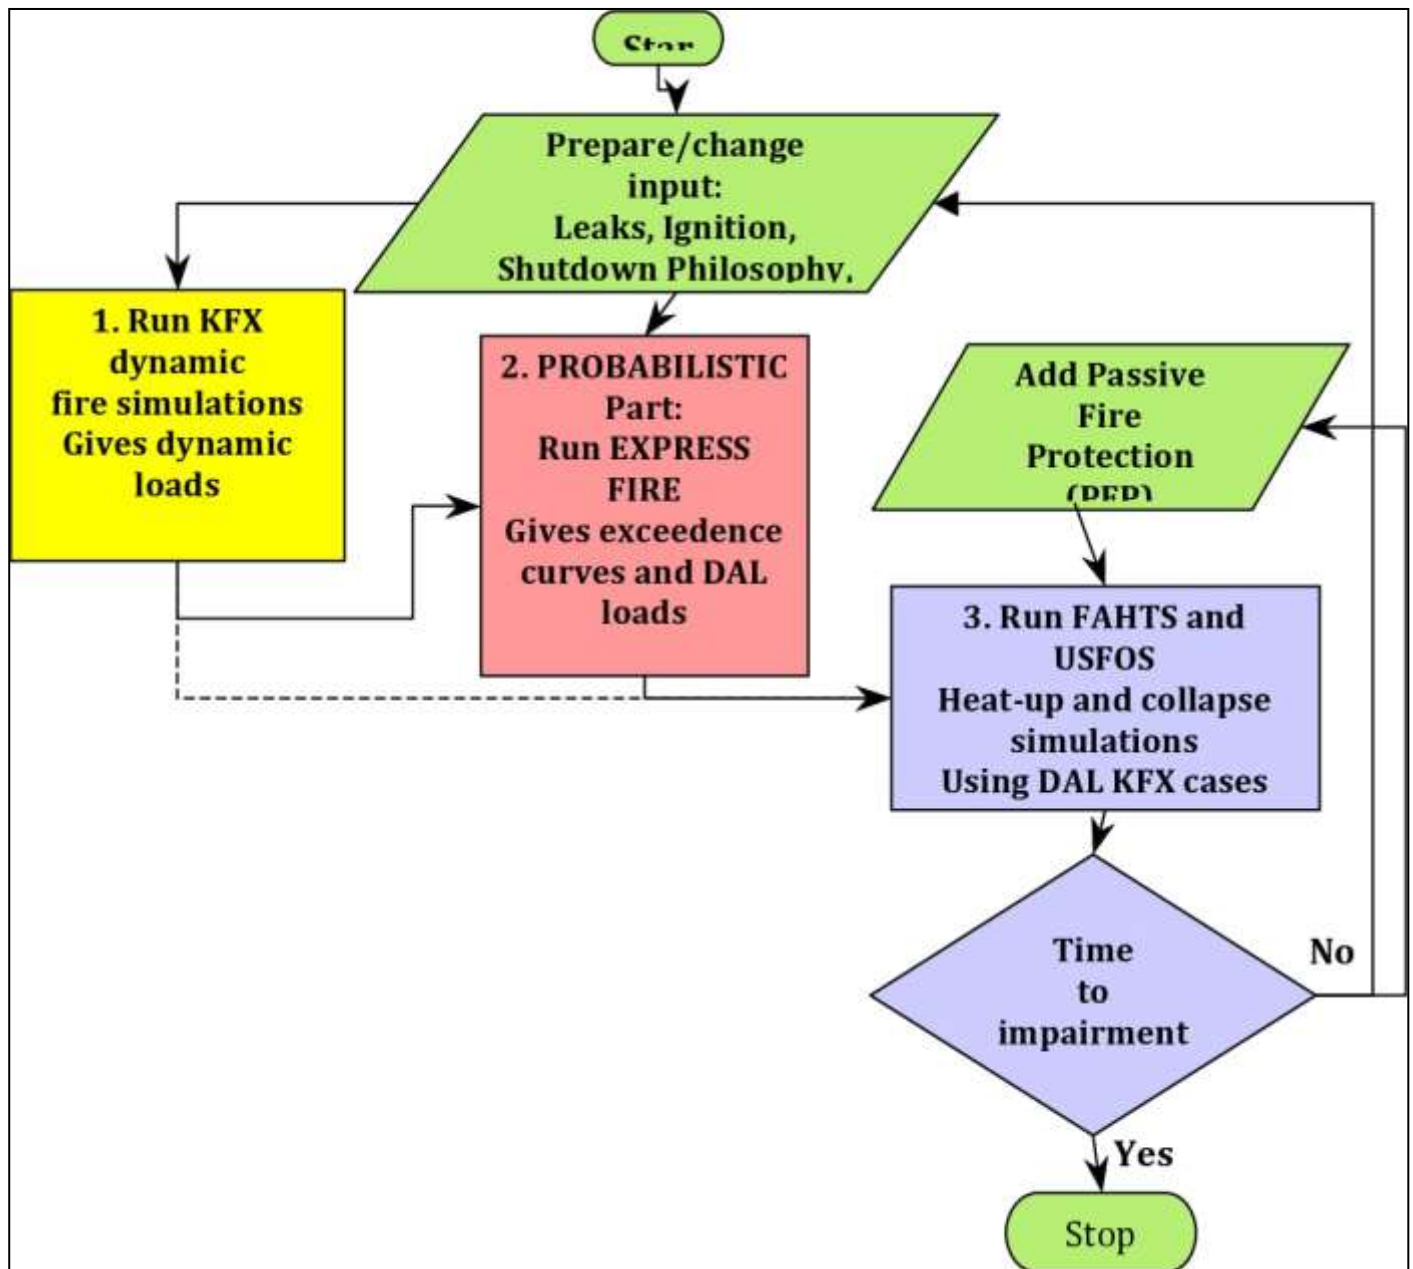 Star
Prepare/change
input:
Leaks, Ignition,
Shutdown Philosophy,
1. Run KFX
dynamic
fire simulations
Gives dynamic
loads
2. PROBABILISTIC
Part:
Run EXPRESS
FIRE
Gives exceedence
curves and DAL
loads
Add Passive
Fire
Protection
(PFP)
3. Run FAHTS and
USFOS
Heat-up and collapse
simulations
Using DAL KFX cases
Time
to
impairment
No
Yes
Stop